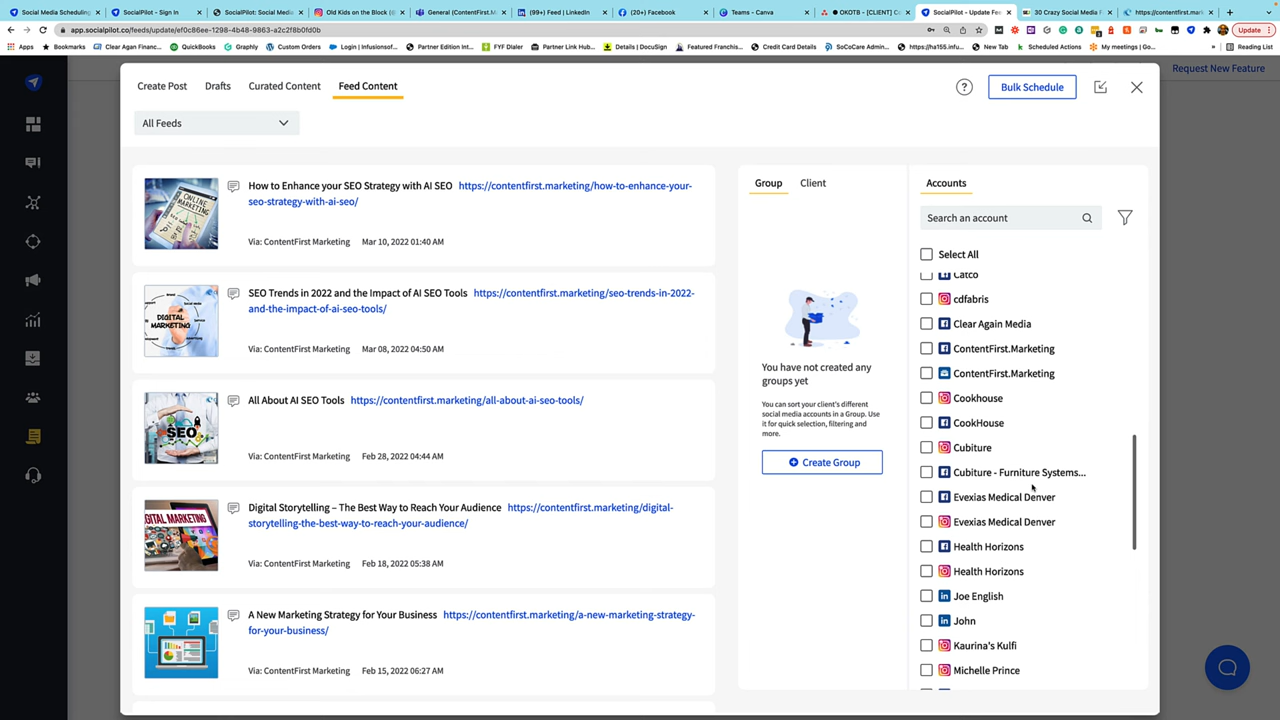 Social Media Scheduling
SocialPilot - Sign In
SocialPilot: Social Media
Old Kids on the Block
General (ContentFirst.M
(99+) Feed | LinkedIn
(20+) Facebook
Teams - Canva
OKOTB - [CLIENT] C
SocialPilot - Update Fee
30 Crazy Social Media F
https://contentfirst.mark
app.socialpilot.co/feeds/update/ef0c86ee-1298-4b48-9863-a2c2f8b0fd0b
Update
Apps
Bookmarks
Clear Agan Financ...
QuickBooks
Graphly
Custom Orders
Login | Infusionsof...
Partner Edition Int...
FYF Dialer
Partner Link Hub...
Details | DocuSign
Featured Franchis...
Credit Card Details
SoCoCare Admin...
https://ha155.infu...
New Tab
Scheduled Actions
My meetings | Go...
»
Reading List
Request New Feature
Create Post
Drafts
Curated Content
Feed Content
?
Bulk Schedule
All Feeds
How to Enhance your SEO Strategy with AI SEO https://contentfirst.marketing/how-to-enhance-your-
seo-strategy-with-ai-seo/
Via: ContentFirst Marketing Mar 10, 2022 01:40 AM
SEO Trends in 2022 and the Impact of AI SEO Tools https://contentfirst.marketing/seo-trends-in-2022-
and-the-impact-of-ai-seo-tools/
Via: ContentFirst Marketing Mar 08, 2022 04:50 AM
All About AI SEO Tools https://contentfirst.marketing/all-about-ai-seo-tools/
Via: ContentFirst Marketing Feb 28, 2022 04:44 AM
Digital Storytelling – The Best Way to Reach Your Audience https://contentfirst.marketing/digital-
storytelling-the-best-way-to-reach-your-audience/
Via: ContentFirst Marketing Feb 18, 2022 05:38 AM
A New Marketing Strategy for Your Business https://contentfirst.marketing/a-new-marketing-strategy-
for-your-business/
Via: ContentFirst Marketing Feb 15, 2022 06:27 AM
ONLINE MARKETING
DIGITAL MARKETING
SEO
DIGITAL MARKETING
Group
Client
You have not created any
groups yet
You can sort your client's different
social media accounts in a Group. Use
it for quick selection, filtering and
more.
Create Group
Accounts
Search an account
Select All
Catco
cdfabris
Clear Again Media
ContentFirst.Marketing
ContentFirst.Marketing
Cookhouse
CookHouse
Cubiture
Cubiture - Furniture Systems...
Evexias Medical Denver
Evexias Medical Denver
Health Horizons
Health Horizons
Joe English
John
Kaurina's Kulfi
Michelle Prince